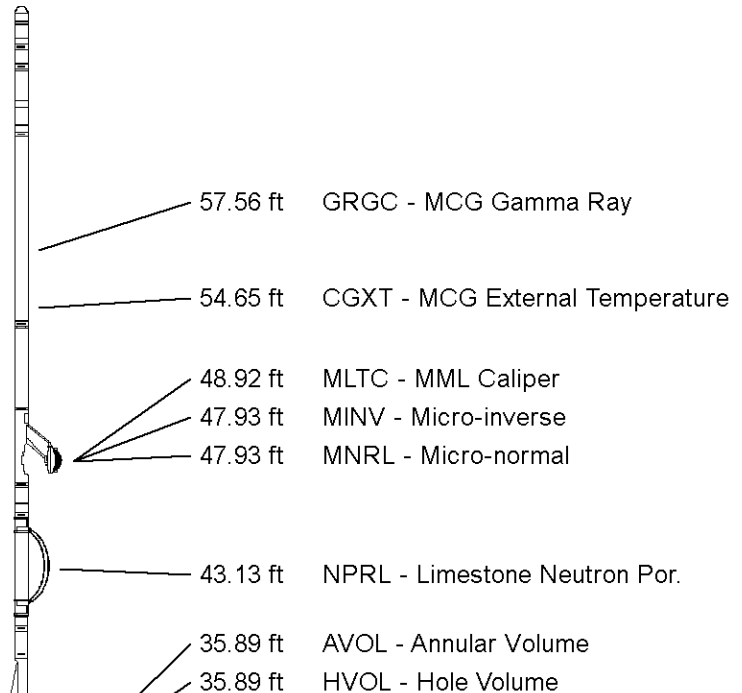 57.56 ft GRGC - MCG Gamma Ray
54.65 ft CGXT - MCG External Temperature
48.92 ft MLTC - MML Caliper
47.93 ft MINV - Micro-inverse
47.93 ft MNRL - Micro-normal
43.13 ft NPRL - Limestone Neutron Por.
35.89 ft AVOL - Annular Volume
35.89 ft HVOL - Hole Volume